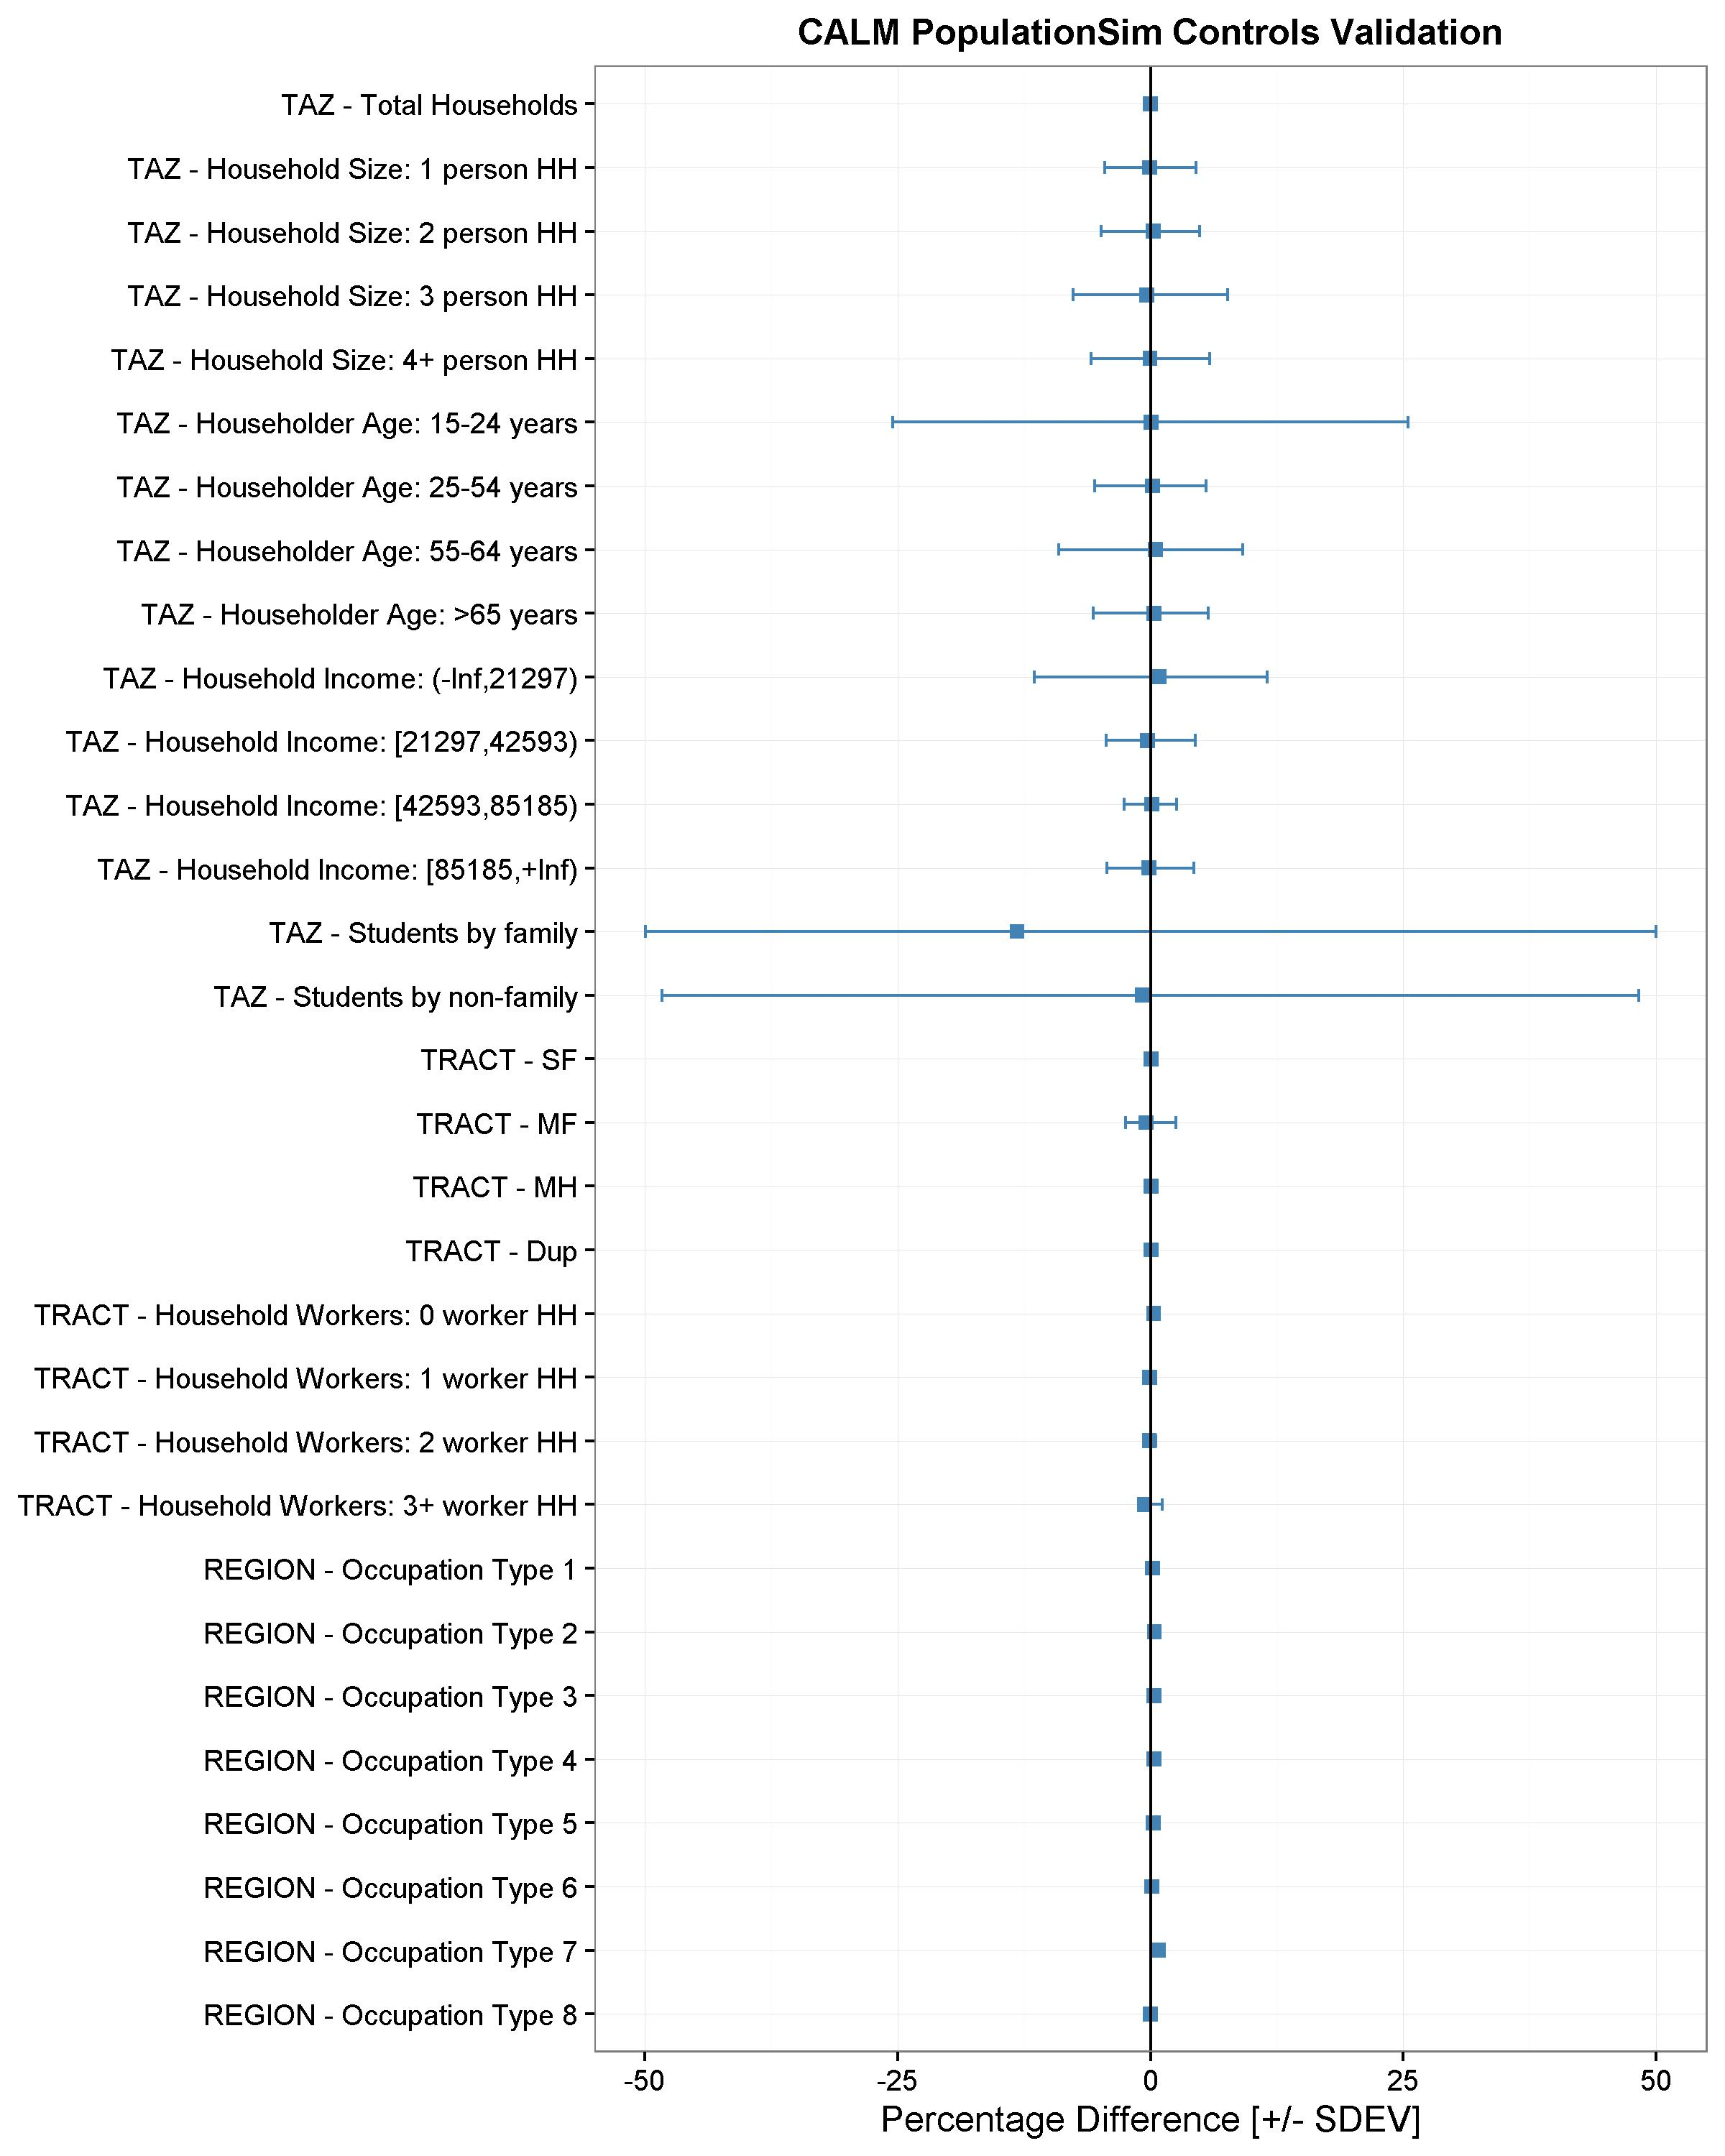 CALM PopulationSim Controls Validation
TAZ - Total Households
TAZ - Household Size: 1 person HH
TAZ - Household Size: 2 person HH
TAZ - Household Size: 3 person HH
TAZ - Household Size: 4+ person HH
TAZ - Householder Age: 15-24 years
TAZ - Householder Age: 25-54 years
TAZ - Householder Age: 55-64 years
TAZ - Householder Age: >65 years
TAZ - Household Income: (-Inf,21297)
TAZ - Household Income: [21297,42593)
TAZ - Household Income: [42593,85185)
TAZ - Household Income: [85185,+Inf)
TAZ - Students by family
TAZ - Students by non-family
TRACT - SF
TRACT - MF
TRACT - MH
TRACT - Dup
TRACT - Household Workers: 0 worker HH
TRACT - Household Workers: 1 worker HH
TRACT - Household Workers: 2 worker HH
TRACT - Household Workers: 3+ worker HH
REGION - Occupation Type 1
REGION - Occupation Type 2
REGION - Occupation Type 3
REGION - Occupation Type 4
REGION - Occupation Type 5
REGION - Occupation Type 6
REGION - Occupation Type 7
REGION - Occupation Type 8
-50 -25 0 25 50
Percentage Difference [+/- SDEV]